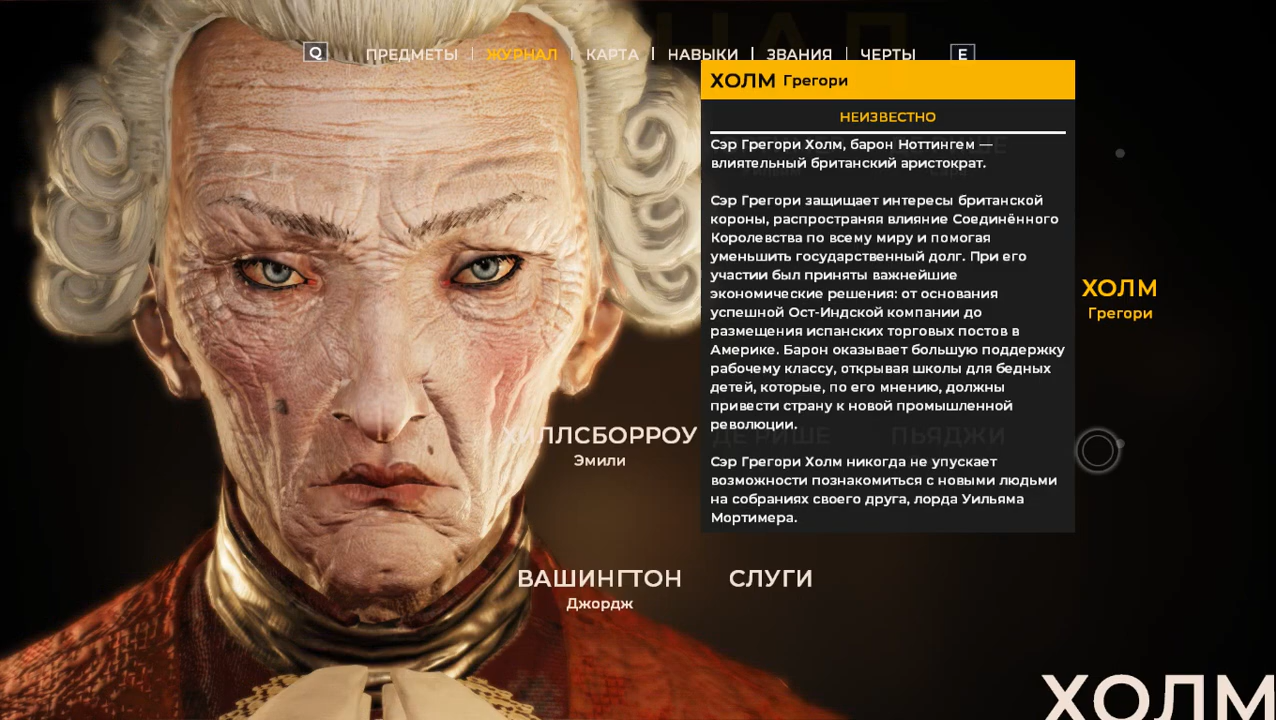 Q ПРЕДМЕТЫ | ЖУРНАЛ | КАРТА | НАВЫКИ | ЗВАНИЯ | ЧЕРТЫ E
ХОЛМ Грегори
НЕИЗВЕСТНО
Сэр Грегори Холм, барон Ноттингем —
влиятельный британский аристократ.
Сэр Грегори защищает интересы британской
короны, распространяя влияние Соединённого
Королевства по всему миру и помогая
уменьшить государственный долг. При его
участии был приняты важнейшие
экономические решения: от основания
успешной Ост-Индской компании до
размещения испанских торговых постов в
Америке. Барон оказывает большую поддержку
рабочему классу, открывая школы для бедных
детей, которые, по его мнению, должны
привести страну к новой промышленной
революции.
Сэр Грегори Холм никогда не упускает
возможности познакомиться с новыми людьми
на собраниях своего друга, лорда Уильяма
Мортимера.
ХОЛМ
Грегори
ХИЛЛСБОРРОУ ДЕ РИШЕ ПЬЯДЖИ
Эмили
ВАШИНГТОН СЛУГИ
Джордж
ХОЛМ